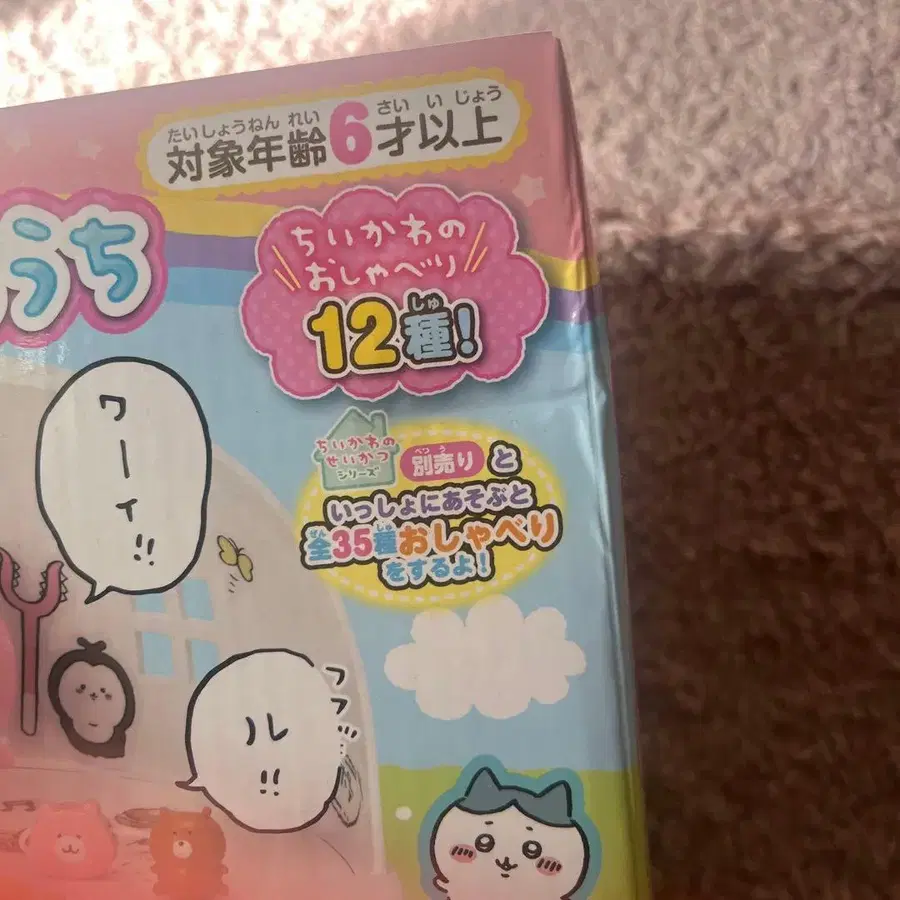 たいしょうねんれい さいいじょう
対象年齢6才以上
うち
ちいかわの
おしゃべり
しゅ
12種!
ちいかわの
せいかつ
シリーズ
べつう
別売り と
いっしょにあそぶと
ぜん しゅ
全35種おしゃべり
をするよ!
ワーイ!!
フフッ
ル!!